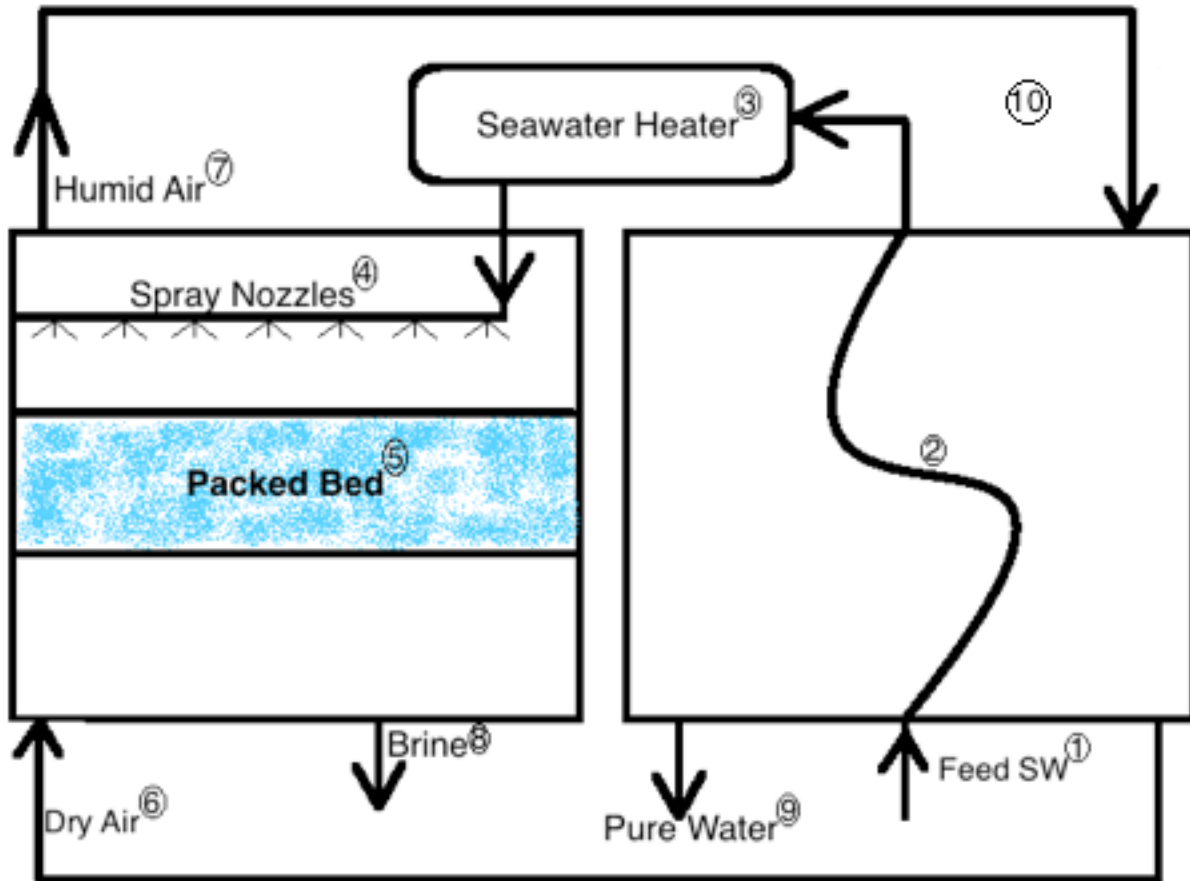 Seawater Heater③
⑩
Humid Air⑦
Spray Nozzles④
②
Packed Bed⑤
Brine⑧
Feed SW①
Dry Air⑥
Pure Water⑨